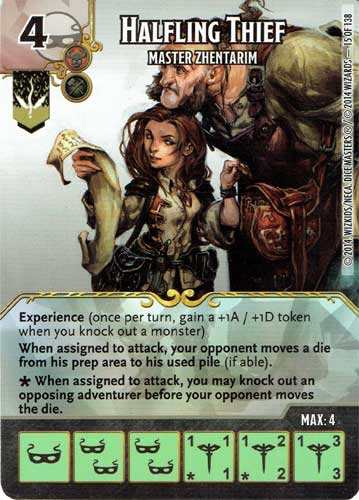 4
HALFLING THIEF
MASTER ZHENTARIM
©2014 WIZKIDS/NECA. DICE MASTERS©/©2014 WIZARDS — 15 OF 138
Experience (once per turn, gain a +1A / +1D token
when you knock out a monster)
When assigned to attack, your opponent moves a die
from his prep area to his used pile (if able).
* When assigned to attack, you may knock out an
opposing adventurer before your opponent moves
the die.
MAX: 4
1 1 1 2 1 3
* 1 * 2 3